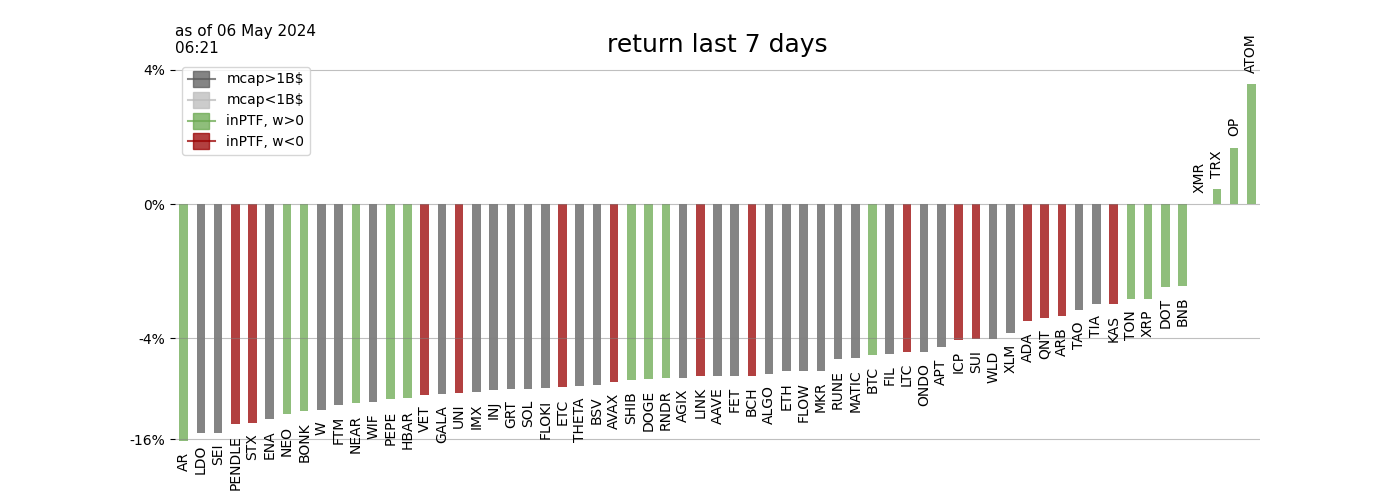 as of 06 May 2024
06:21
return last 7 days
4%
0%
-4%
-16%
mcap>1B$
mcap<1B$
inPTF, w>0
inPTF, w<0
AR
LDO
SEI
PENDLE
STX
ENA
NEO
BONK
W
FTM
NEAR
WIF
PEPE
HBAR
VET
GALA
UNI
IMX
INJ
GRT
SOL
FLOKI
ETC
THETA
BSV
AVAX
SHIB
DOGE
RNDR
AGIX
LINK
AAVE
FET
BCH
ALGO
ETH
FLOW
MKR
RUNE
MATIC
BTC
FIL
LTC
ONDO
APT
ICP
SUI
WLD
XLM
ADA
QNT
ARB
TAO
TIA
KAS
TON
XRP
DOT
BNB
XMR
TRX
OP
ATOM